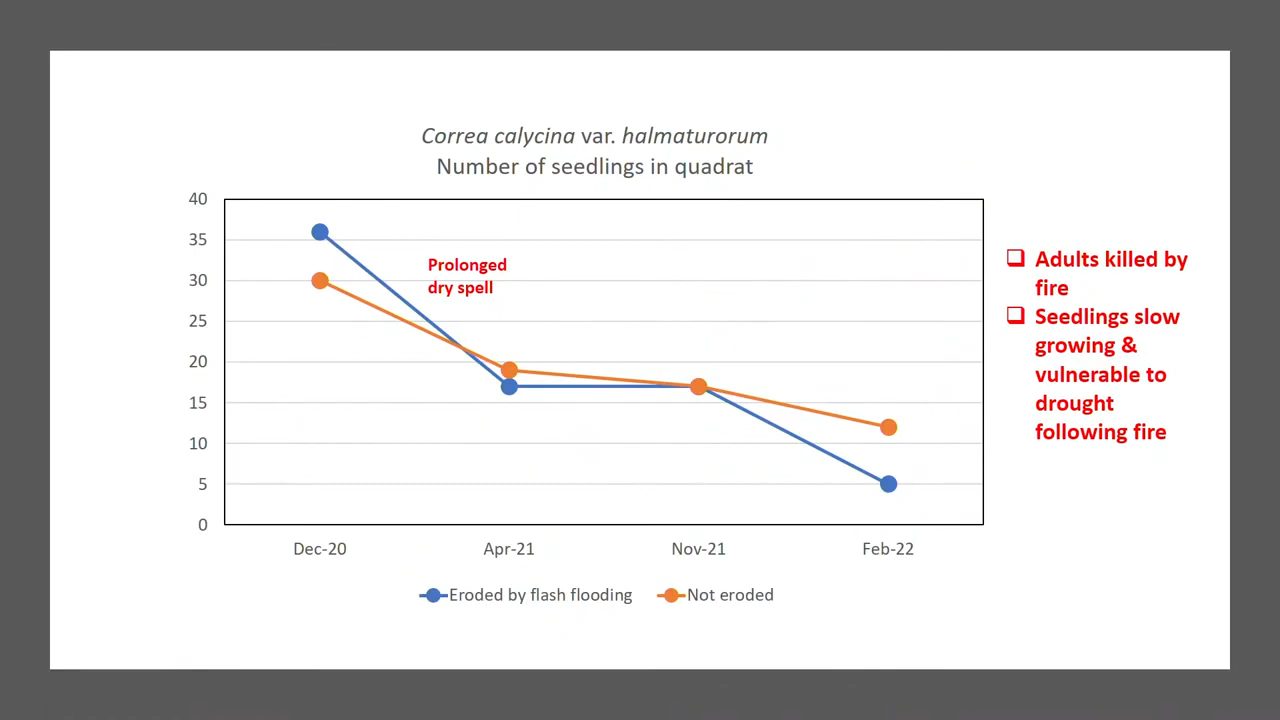 Correa calycina var. halmaturorum
Number of seedlings in quadrat
40
35
30
25
20
15
10
5
0
Prolonged
dry spell
Dec-20
Apr-21
Nov-21
Feb-22
Eroded by flash flooding
Not eroded
Adults killed by
fire
Seedlings slow
growing &
vulnerable to
drought
following fire